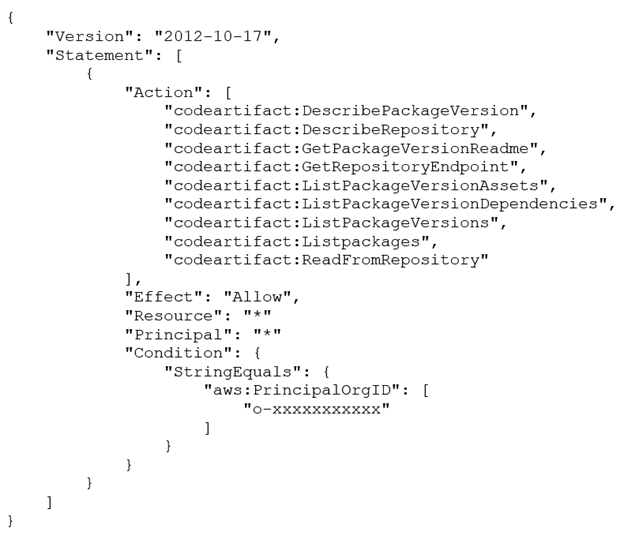 {
    "Version": "2012-10-17",
    "Statement": [
        {
            "Action": [
                "codeartifact:DescribePackageVersion",
                "codeartifact:DescribeRepository",
                "codeartifact:GetPackageVersionReadme",
                "codeartifact:GetRepositoryEndpoint",
                "codeartifact:ListPackageVersionAssets",
                "codeartifact:ListPackageVersionDependencies",
                "codeartifact:ListPackageVersions",
                "codeartifact:Listpackages",
                "codeartifact:ReadFromRepository"
            ],
            "Effect": "Allow",
            "Resource": "*"
            "Principal": "*"
            "Condition": {
                "StringEquals": {
                    "aws:PrincipalOrgID": [
                        "o-xxxxxxxxxxx"
                    ]
                }
            }
        }
    ]
}